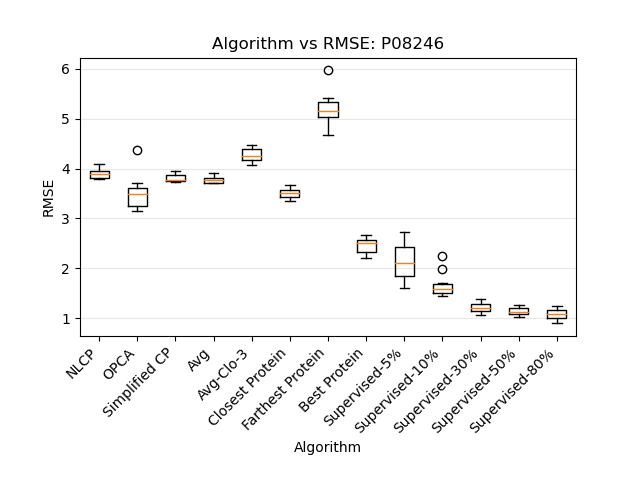 Algorithm vs RMSE: P08246
6
5
4
3
2
1
RMSE
NLCP
OPCA
Simplified CP
Avg
Avg-Clo-3
Closest Protein
Farthest Protein
Best Protein
Supervised-5%
Supervised-10%
Supervised-30%
Supervised-50%
Supervised-80%
Algorithm